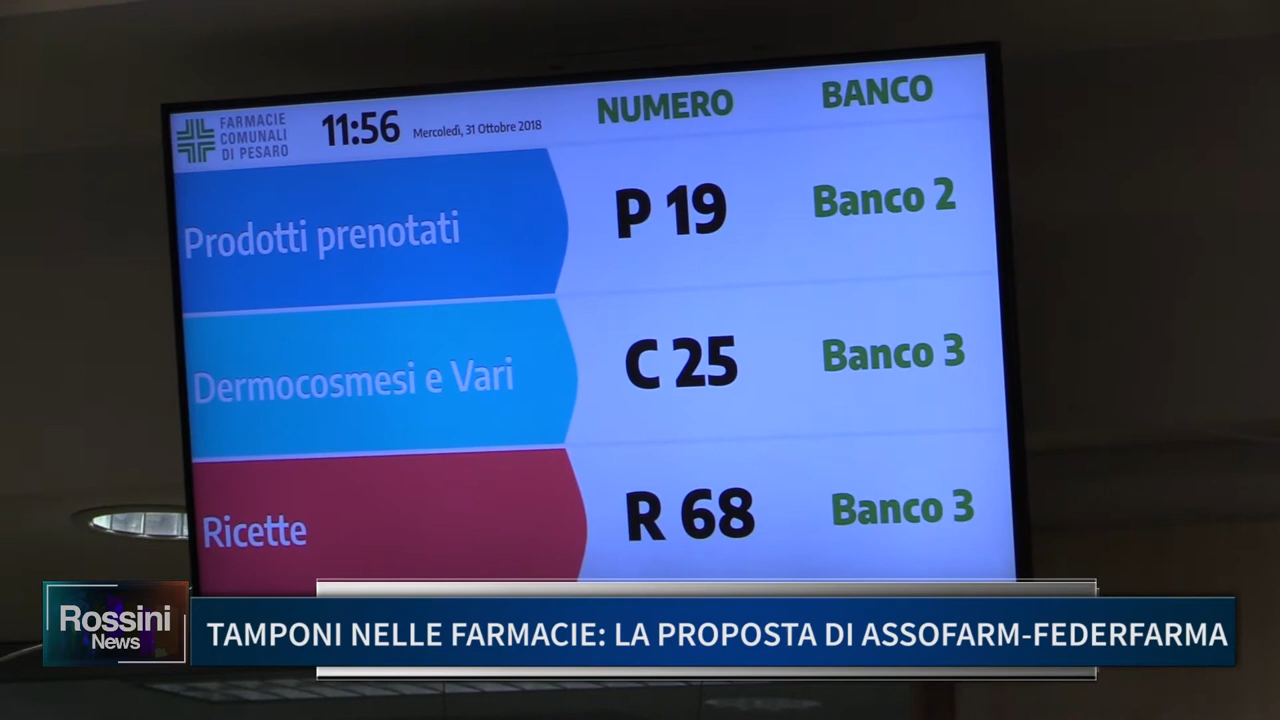 FARMACIE
COMUNALI
DI PESARO
11:56
Mercoledì, 31 Ottobre 2018
NUMERO
BANCO
Prodotti prenotati
P 19
Banco 2
Dermocosmesi e Vari
C 25
Banco 3
Ricette
R 68
Banco 3
Rossini
News
TAMPONI NELLE FARMACIE: LA PROPOSTA DI ASSOFARM-FEDERFARMA